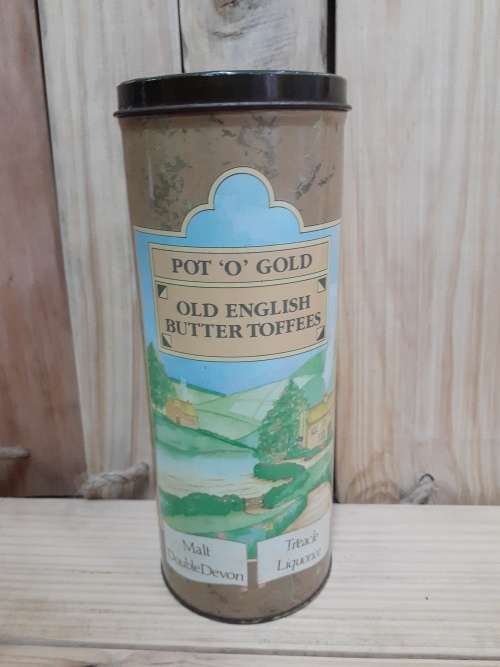 POT ‘O’ GOLD
OLD ENGLISH
BUTTER TOFFEES
Malt
Double Devon
Treacle
Liquorice